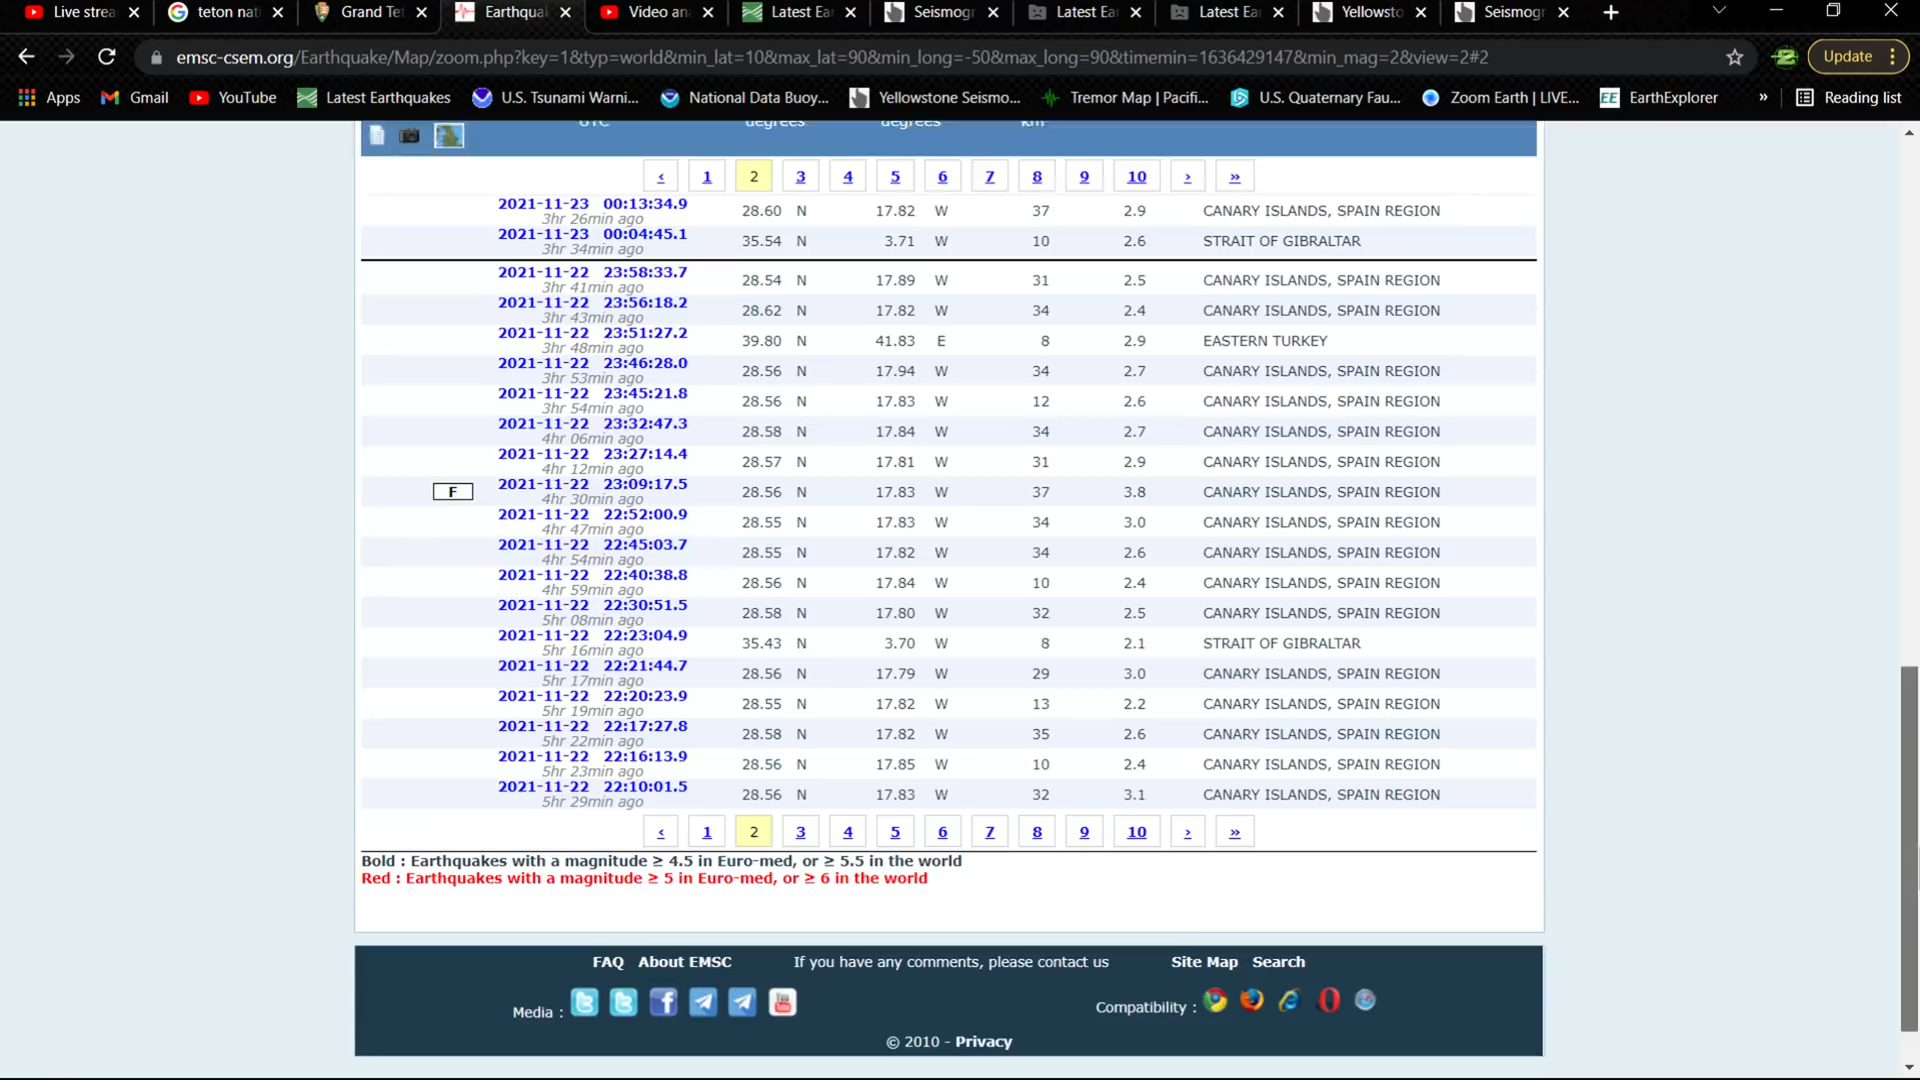 Live strea teton nati Grand Tet Earthqua Video an Latest Ear Seismogr Latest Ear Latest Ear Yellowsto Seismogr
emsc-csem.org/Earthquake/Map/zoom.php?key=1&typ=world&min_lat=10&max_lat=90&min_long=-50&max_long=90&timemin=1636429147&min_mag=2&view=2#2 Update
Apps Gmail YouTube Latest Earthquakes U.S. Tsunami Warni... National Data Buoy... Yellowstone Seismo... Tremor Map | Pacifi... U.S. Quaternary Fau... Zoom Earth | LIVE... EE EarthExplorer » Reading list
UTC degrees degrees km
‹ 1 2 3 4 5 6 7 8 9 10 › »
2021-11-23 00:13:34.9 28.60 N 17.82 W 37 2.9 CANARY ISLANDS, SPAIN REGION
3hr 26min ago
2021-11-23 00:04:45.1 35.54 N 3.71 W 10 2.6 STRAIT OF GIBRALTAR
3hr 34min ago
2021-11-22 23:58:33.7 28.54 N 17.89 W 31 2.5 CANARY ISLANDS, SPAIN REGION
3hr 41min ago
2021-11-22 23:56:18.2 28.62 N 17.82 W 34 2.4 CANARY ISLANDS, SPAIN REGION
3hr 43min ago
2021-11-22 23:51:27.2 39.80 N 41.83 E 8 2.9 EASTERN TURKEY
3hr 48min ago
2021-11-22 23:46:28.0 28.56 N 17.94 W 34 2.7 CANARY ISLANDS, SPAIN REGION
3hr 53min ago
2021-11-22 23:45:21.8 28.56 N 17.83 W 12 2.6 CANARY ISLANDS, SPAIN REGION
3hr 54min ago
2021-11-22 23:32:47.3 28.58 N 17.84 W 34 2.7 CANARY ISLANDS, SPAIN REGION
4hr 06min ago
2021-11-22 23:27:14.4 28.57 N 17.81 W 31 2.9 CANARY ISLANDS, SPAIN REGION
4hr 12min ago
F 2021-11-22 23:09:17.5 28.56 N 17.83 W 37 3.8 CANARY ISLANDS, SPAIN REGION
4hr 30min ago
2021-11-22 22:52:00.9 28.55 N 17.83 W 34 3.0 CANARY ISLANDS, SPAIN REGION
4hr 47min ago
2021-11-22 22:45:03.7 28.55 N 17.82 W 34 2.6 CANARY ISLANDS, SPAIN REGION
4hr 54min ago
2021-11-22 22:40:38.8 28.56 N 17.84 W 10 2.4 CANARY ISLANDS, SPAIN REGION
4hr 59min ago
2021-11-22 22:30:51.5 28.58 N 17.80 W 32 2.5 CANARY ISLANDS, SPAIN REGION
5hr 08min ago
2021-11-22 22:23:04.9 35.43 N 3.70 W 8 2.1 STRAIT OF GIBRALTAR
5hr 16min ago
2021-11-22 22:21:44.7 28.56 N 17.79 W 29 3.0 CANARY ISLANDS, SPAIN REGION
5hr 17min ago
2021-11-22 22:20:23.9 28.55 N 17.82 W 13 2.2 CANARY ISLANDS, SPAIN REGION
5hr 19min ago
2021-11-22 22:17:27.8 28.58 N 17.82 W 35 2.6 CANARY ISLANDS, SPAIN REGION
5hr 22min ago
2021-11-22 22:16:13.9 28.56 N 17.85 W 10 2.4 CANARY ISLANDS, SPAIN REGION
5hr 23min ago
2021-11-22 22:10:01.5 28.56 N 17.83 W 32 3.1 CANARY ISLANDS, SPAIN REGION
5hr 29min ago
‹ 1 2 3 4 5 6 7 8 9 10 › »
Bold : Earthquakes with a magnitude ≥ 4.5 in Euro-med, or ≥ 5.5 in the world
Red : Earthquakes with a magnitude ≥ 5 in Euro-med, or ≥ 6 in the world
FAQ About EMSC If you have any comments, please contact us Site Map Search
Media : Compatibility :
© 2010 - Privacy